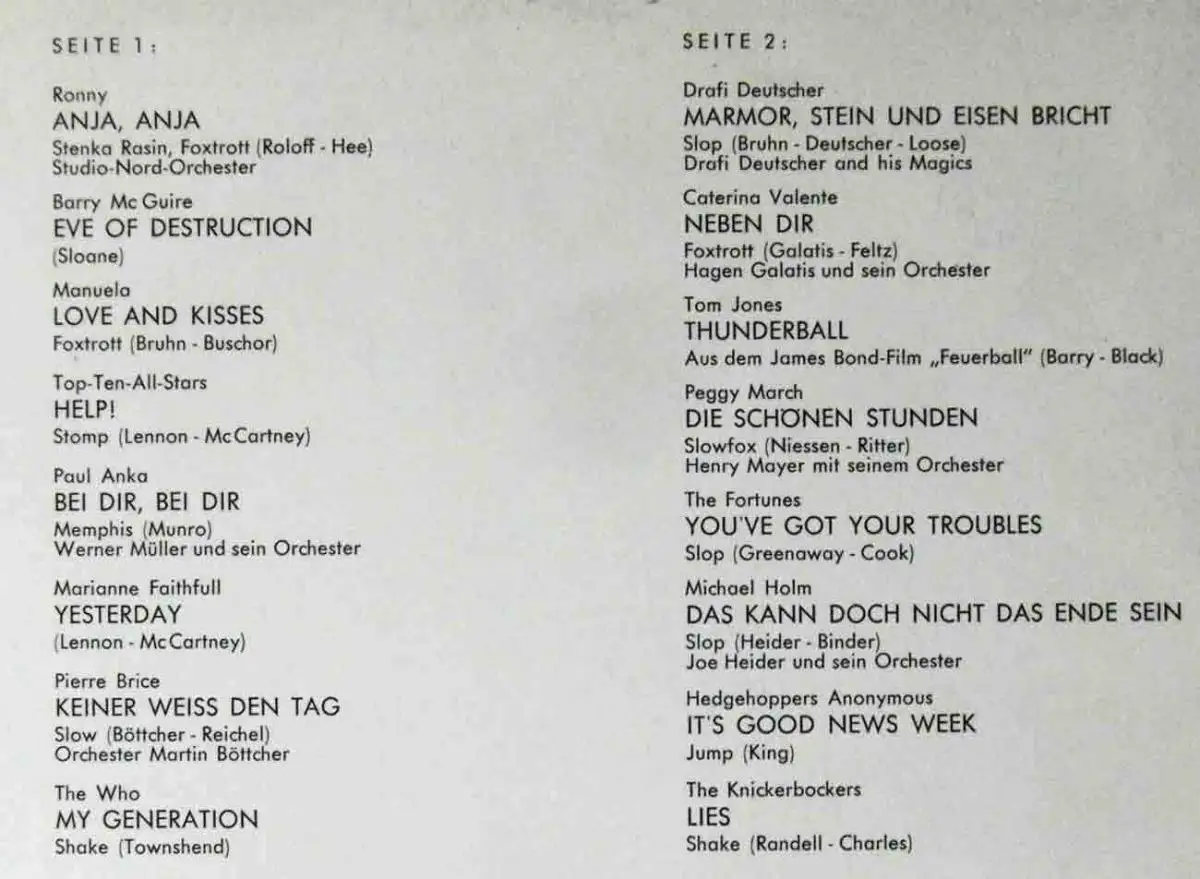 SEITE 1:
Ronny
ANJA, ANJA
Stenka Rasin, Foxtrott (Roloff - Hee)
Studio-Nord-Orchester
Barry Mc Guire
EVE OF DESTRUCTION
(Sloane)
Manuela
LOVE AND KISSES
Foxtrott (Bruhn - Buschor)
Top-Ten-All-Stars
HELP!
Stomp (Lennon - McCartney)
Paul Anka
BEI DIR, BEI DIR
Memphis (Munro)
Werner Müller und sein Orchester
Marianne Faithfull
YESTERDAY
(Lennon - McCartney)
Pierre Brice
KEINER WEISS DEN TAG
Slow (Böttcher - Reichel)
Orchester Martin Böttcher
The Who
MY GENERATION
Shake (Townshend)
SEITE 2:
Drafi Deutscher
MARMOR, STEIN UND EISEN BRICHT
Slop (Bruhn - Deutscher - Loose)
Drafi Deutscher and his Magics
Caterina Valente
NEBEN DIR
Foxtrott (Galatis - Feltz)
Hagen Galatis und sein Orchester
Tom Jones
THUNDERBALL
Aus dem James Bond-Film „Feuerball" (Barry - Black)
Peggy March
DIE SCHÖNEN STUNDEN
Slowfox (Niessen - Ritter)
Henry Mayer mit seinem Orchester
The Fortunes
YOU'VE GOT YOUR TROUBLES
Slop (Greenaway - Cook)
Michael Holm
DAS KANN DOCH NICHT DAS ENDE SEIN
Slop (Heider - Binder)
Joe Heider und sein Orchester
Hedgehoppers Anonymous
IT'S GOOD NEWS WEEK
Jump (King)
The Knickerbockers
LIES
Shake (Randell - Charles)